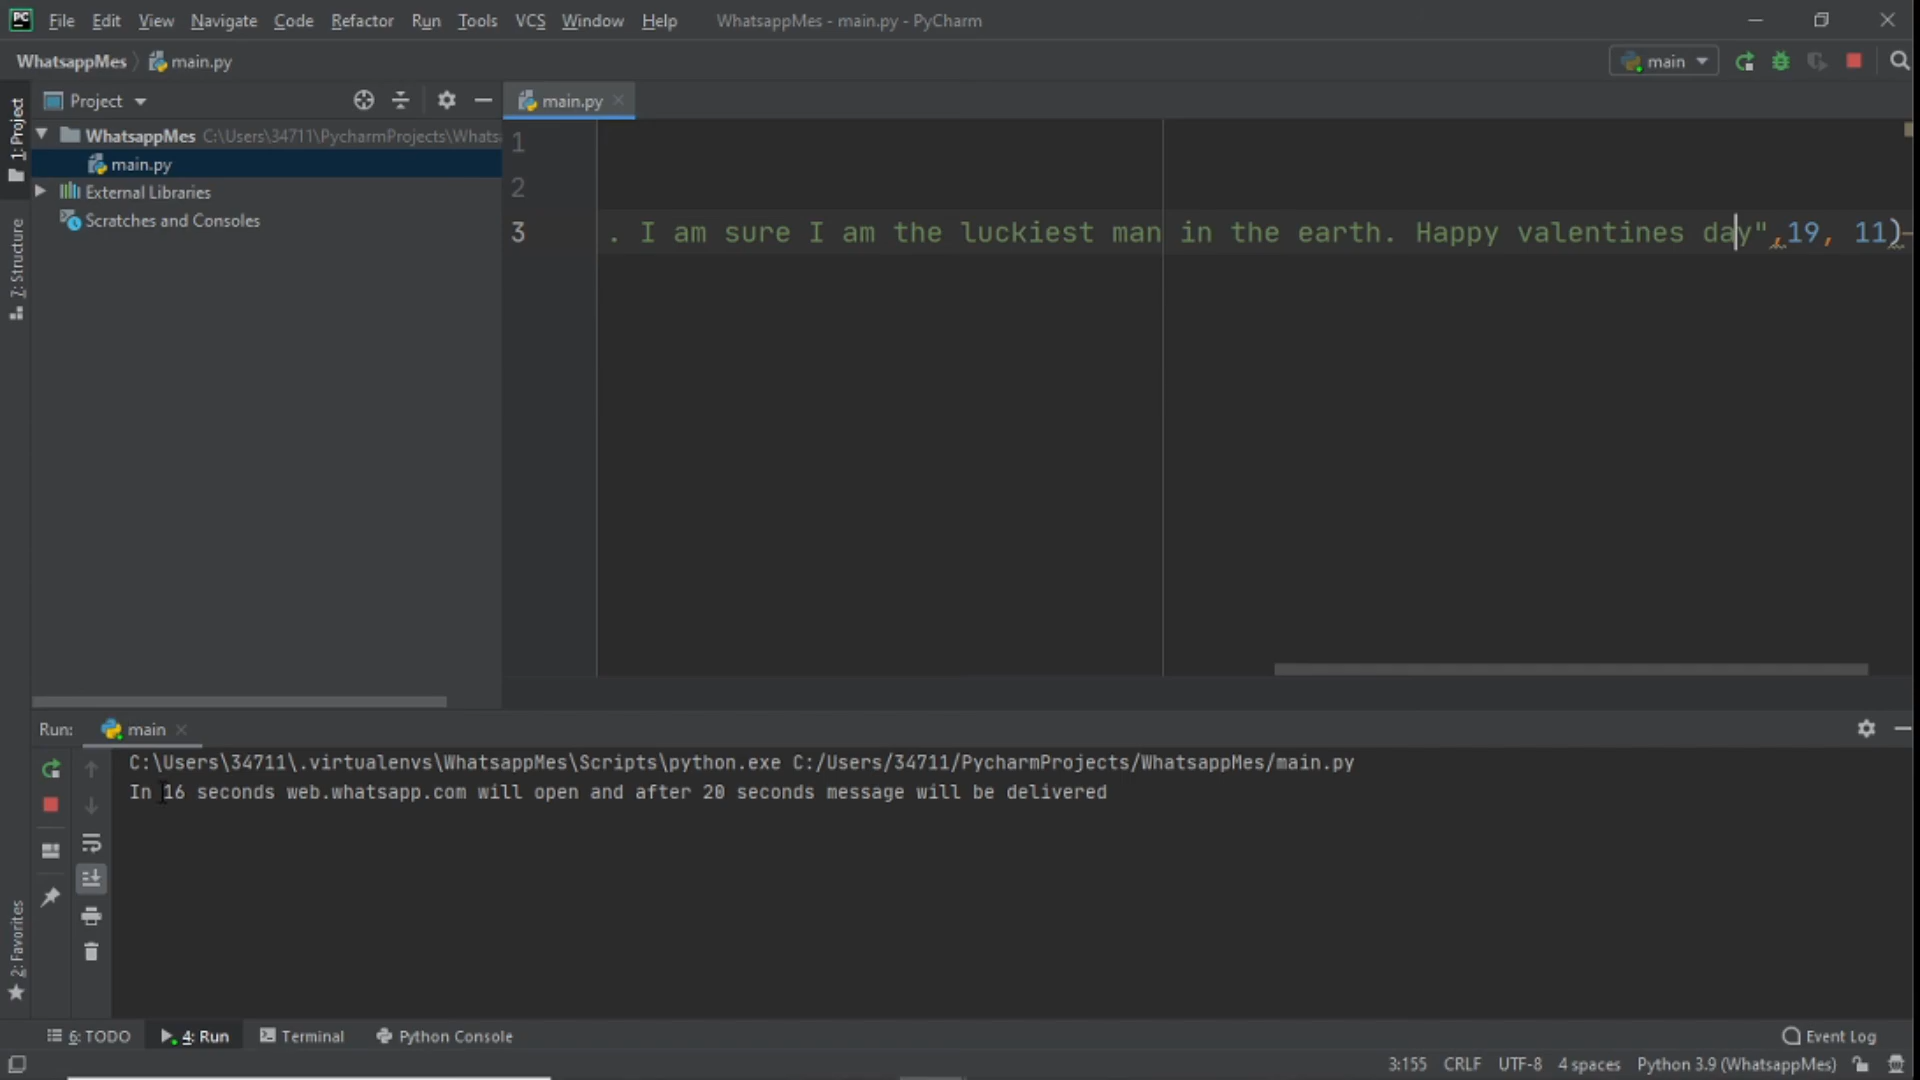 PC File Edit View Navigate Code Refactor Run Tools VCS Window Help WhatsappMes - main.py - PyCharm
WhatsappMes main.py main
1: Project
Project
main.py
WhatsappMes C:\Users\34711\PycharmProjects\Whats
main.py
External Libraries
Scratches and Consoles
7: Structure
1
2
3 . I am sure I am the luckiest man in the earth. Happy valentines day",19, 11)
Run: main
C:\Users\34711\.virtualenvs\WhatsappMes\Scripts\python.exe C:/Users/34711/PycharmProjects/WhatsappMes/main.py
In 16 seconds web.whatsapp.com will open and after 20 seconds message will be delivered
2: Favorites
6: TODO 4: Run Terminal Python Console Event Log
3:155 CRLF UTF-8 4 spaces Python 3.9 (WhatsappMes)